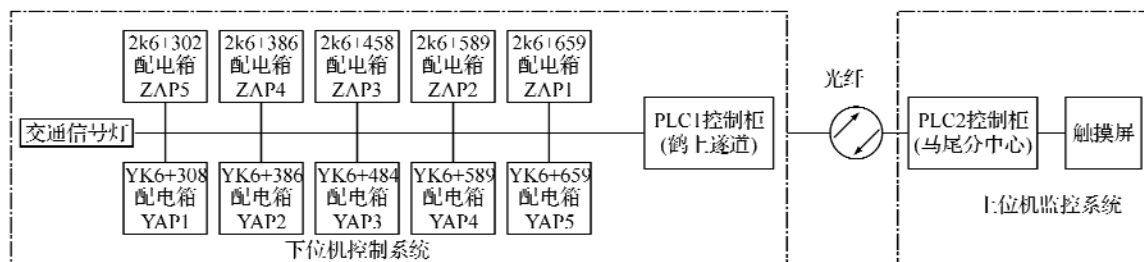 2k6+302
配电箱
ZAP5
2k6+386
配电箱
ZAP4
2k6+458
配电箱
ZAP3
2k6+589
配电箱
ZAP2
2k6+659
配电箱
ZAP1
交通信号灯
YK6+308
配电箱
YAP1
YK6+386
配电箱
YAP2
YK6+484
配电箱
YAP3
YK6+589
配电箱
YAP4
YK6+659
配电箱
YAP5
PLC1控制柜
(鹤上遂道)
下位机控制系统
光纤
PLC2控制柜
(马尾分中心)
触摸屏
上位机监控系统